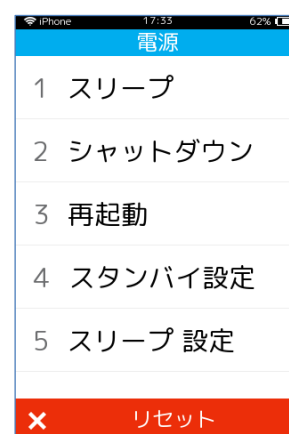 iPhone 17:33 62%
電源
1 スリープ
2 シャットダウン
3 再起動
4 スタンバイ設定
5 スリープ 設定
× リセット